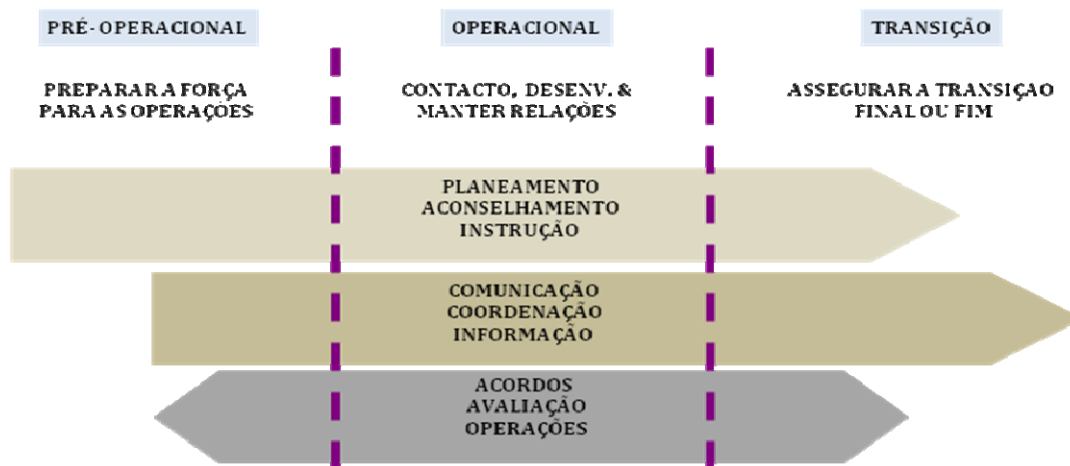 PRÉ- OPERACIONAL
OPERACIONAL
TRANSIÇÃO
PREPARAR A FORÇA
PARA AS OPERAÇÕES
CONTACTO, DESENV. &
MANTER RELAÇÕES
ASSEGURAR A TRANSIÇAO
FINAL OU FIM
PLANEAMENTO
ACONSELHAMENTO
INSTRUÇÃO
COMUNICAÇÃO
COORDENAÇÃO
INFORMAÇÃO
ACORDOS
AVALIAÇÃO
OPERAÇÕES